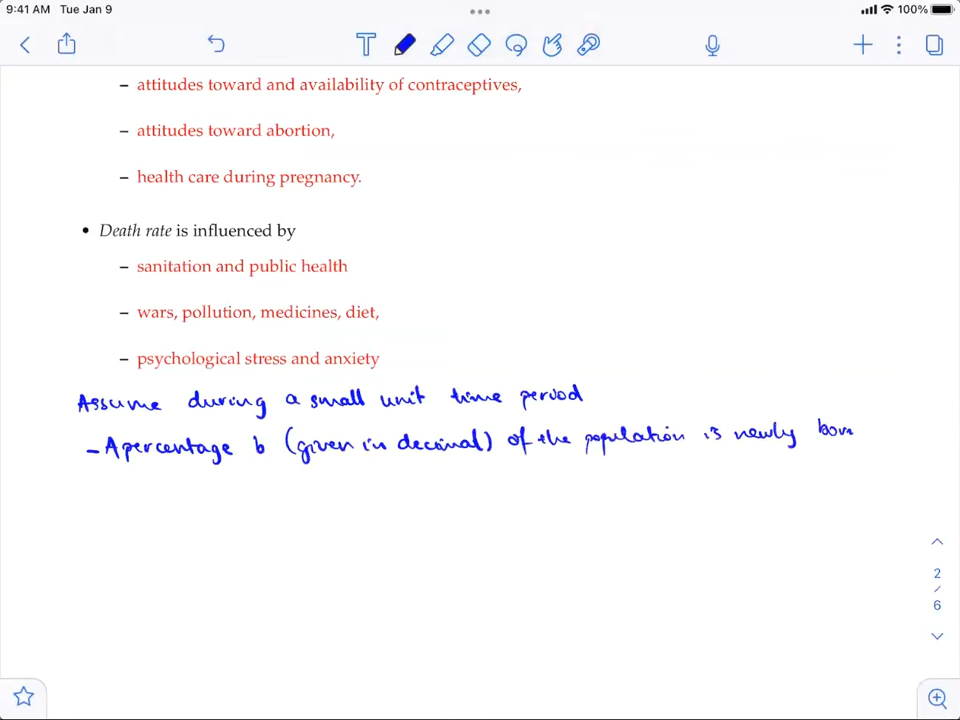 9:41 AM Tue Jan 9 100%
– attitudes toward and availability of contraceptives,
– attitudes toward abortion,
– health care during pregnancy.
• Death rate is influenced by
– sanitation and public health
– wars, pollution, medicines, diet,
– psychological stress and anxiety
Assume during a small unit time period
– A percentage b (given in decimal) of the population is newly born
2
/
6